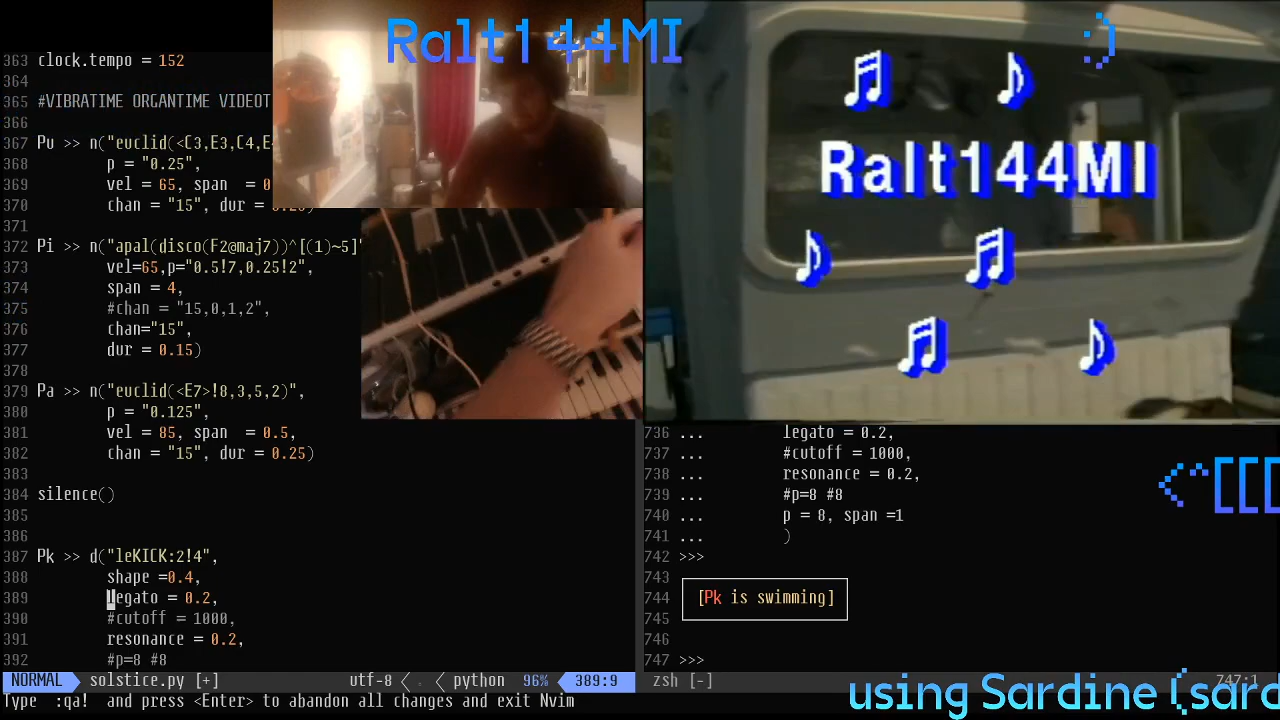 Ralt144MI
:)
363 clock.tempo = 152
364
365 #VIBRATIME ORGANTIME VIDEOT
366
367 Pu >> n("euclid(<C3,E3,C4,E
368 p = "0.25",
369 vel = 65, span = 0
370 chan = "15", dur =
371
372 Pi >> n("apal(disco(F2@maj7))^[(1)~5]"
373 vel=65,p="0.5!7,0.25!2",
374 span = 4,
375 #chan = "15,0,1,2",
376 chan="15",
377 dur = 0.15)
378
379 Pa >> n("euclid(<E7>!8,3,5,2)",
380 p = "0.125",
381 vel = 85, span = 0.5,
382 chan = "15", dur = 0.25)
383
384 silence()
385
386
387 Pk >> d("leKICK:2!4",
388 shape =0.4,
389 legato = 0.2,
390 #cutoff = 1000,
391 resonance = 0.2,
392 #p=8 #8
NORMAL solstice.py [+] utf-8 < . < python 96% 389:9
Type :qa! and press <Enter> to abandon all changes and exit Nvim
Ralt144MI
736 ... legato = 0.2,
737 ... #cutoff = 1000,
738 ... resonance = 0.2,
739 ... #p=8 #8
740 ... p = 8, span =1
741 ... )
742 >>>
743
744 [Pk is swimming]
745
746
747 >>>
<^[[[
zsh [-] 747:1
using Sardine (sard